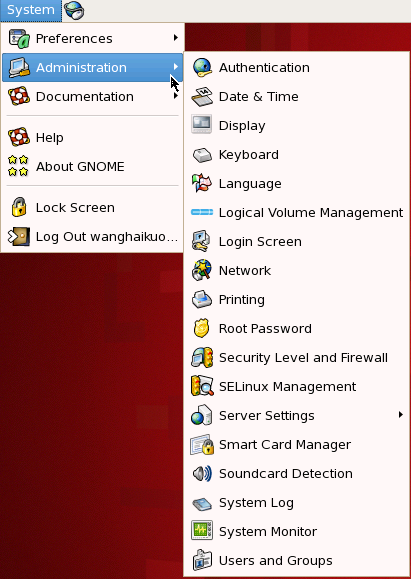 System
Preferences
Administration
Documentation
Help
About GNOME
Lock Screen
Log Out wanghaikuo...
Authentication
Date & Time
Display
Keyboard
Language
Logical Volume Management
Login Screen
Network
Printing
Root Password
Security Level and Firewall
SELinux Management
Server Settings
Smart Card Manager
Soundcard Detection
System Log
System Monitor
Users and Groups